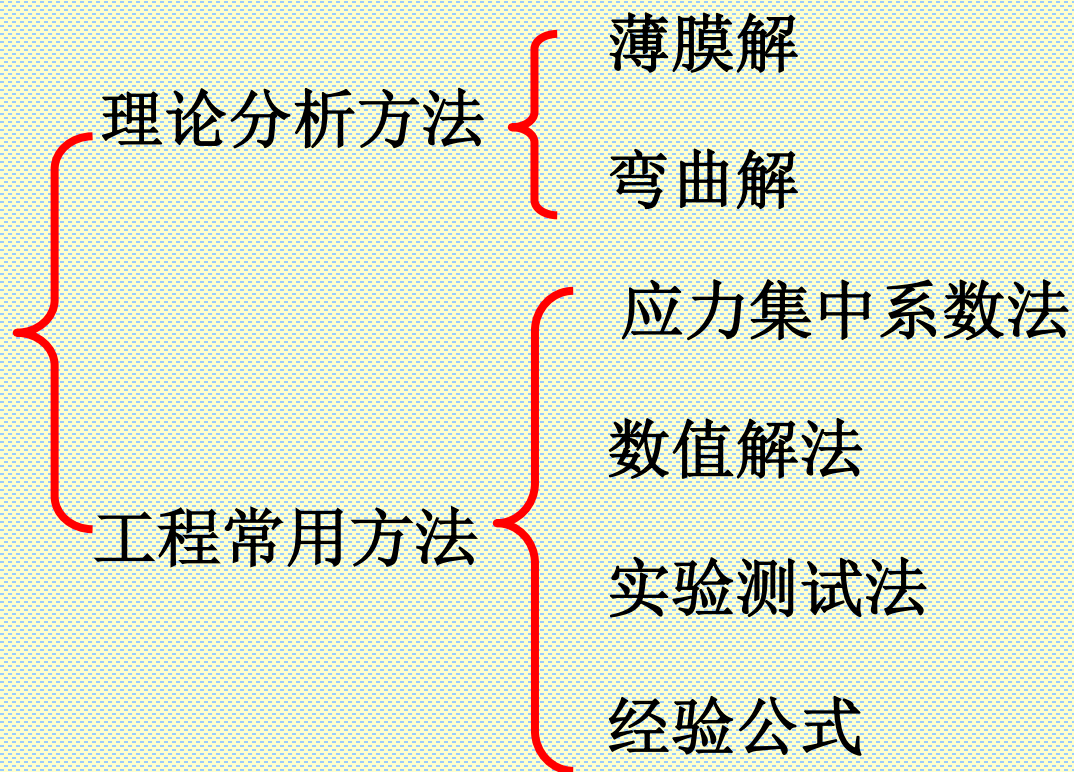 理论分析方法
薄膜解
弯曲解
工程常用方法
应力集中系数法
数值解法
实验测试法
经验公式